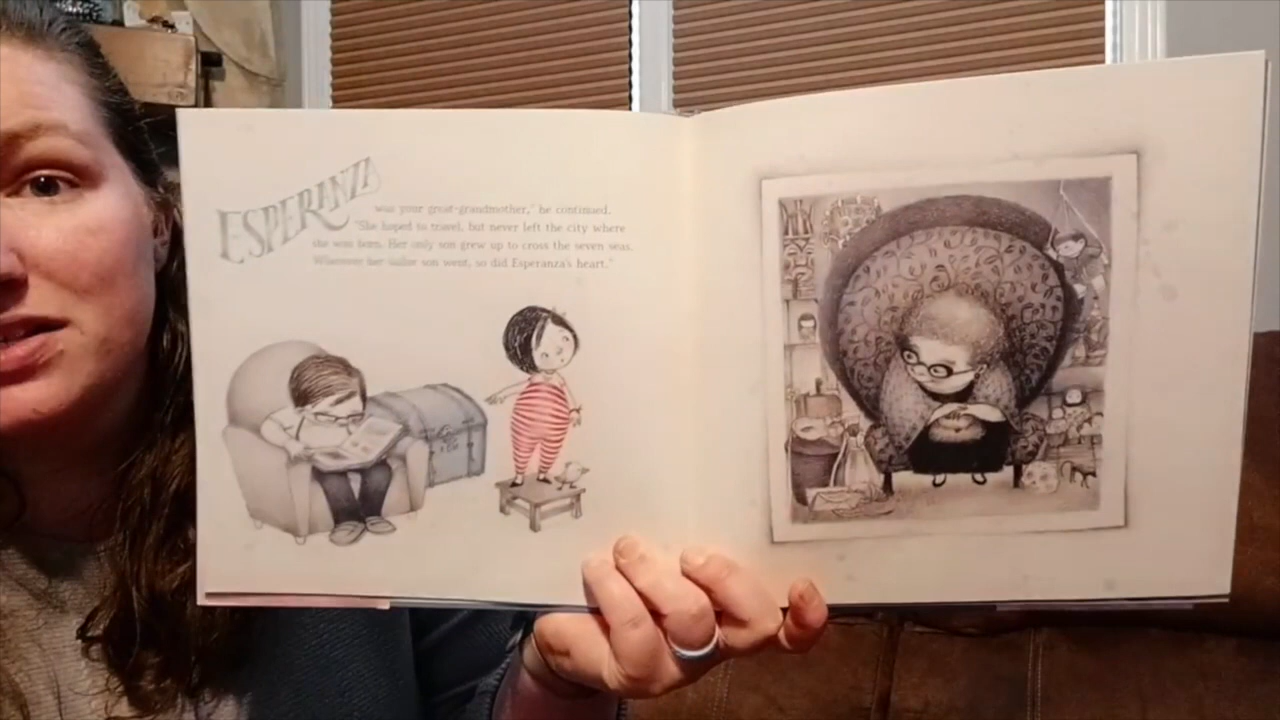 ESPERANZA
was your great-grandmother," he continued.
"She hoped to travel, but never left the city where
she was born. Her only son grew up to cross the seven seas.
Wherever her sailor son went, so did Esperanza's heart."